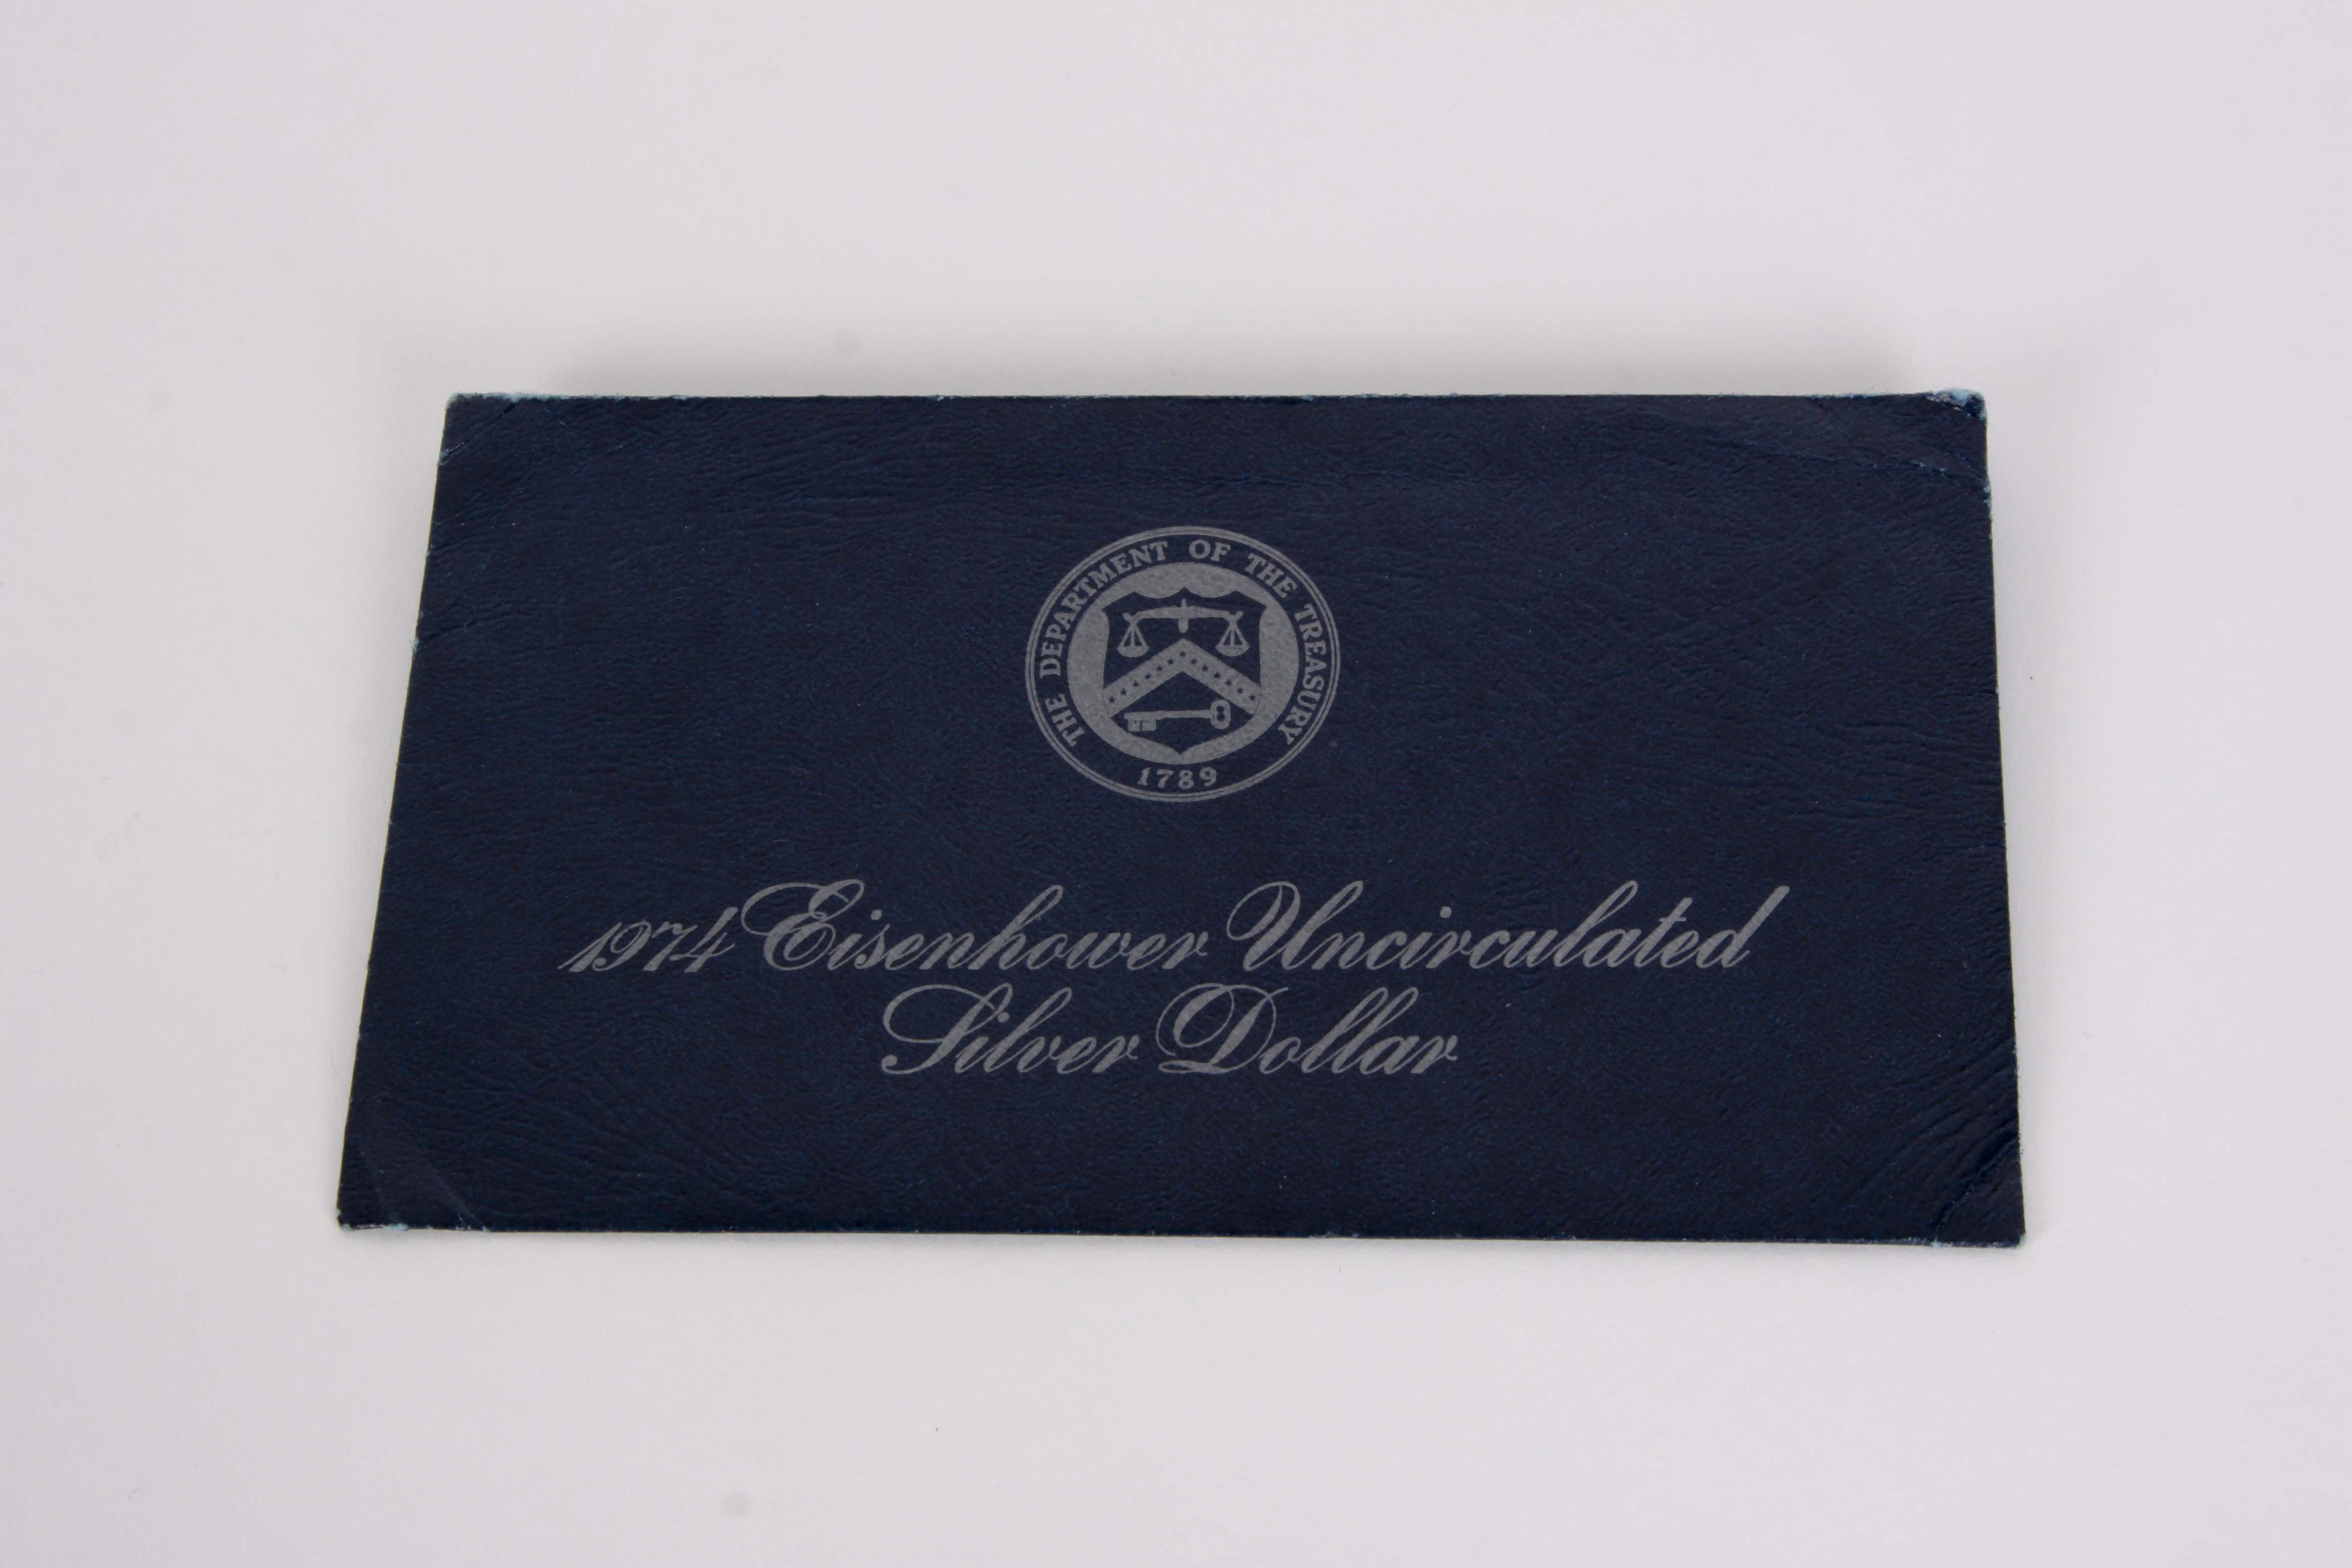 THE DEPARTMENT OF THE TREASURY
1789
1974 Eisenhower Uncirculated
Silver Dollar